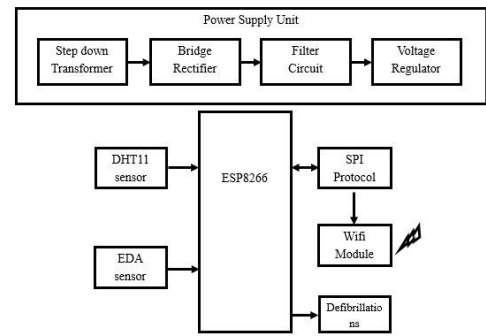 Power Supply Unit
Step down
Transformer
Bridge
Rectifier
Filter
Circuit
Voltage
Regulator
DHT11
sensor
ESP8266
SPI
Protocol
EDA
sensor
Wifi
Module
Defibrillatio
ns